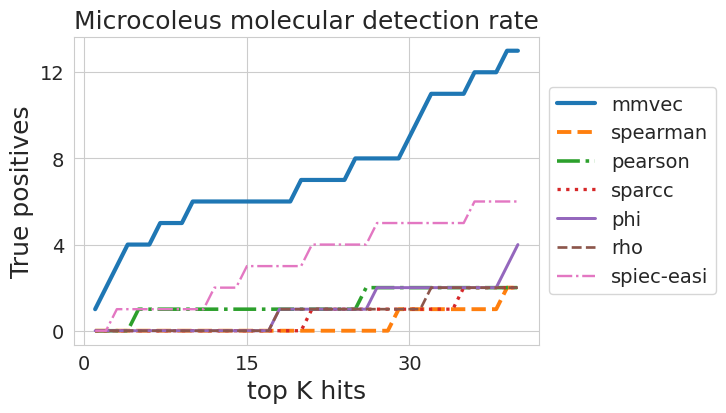 Microcoleus molecular detection rate
True positives
12
8
4
0
0
15
30
top K hits
mmvec
spearman
pearson
sparcc
phi
rho
spiec-easi